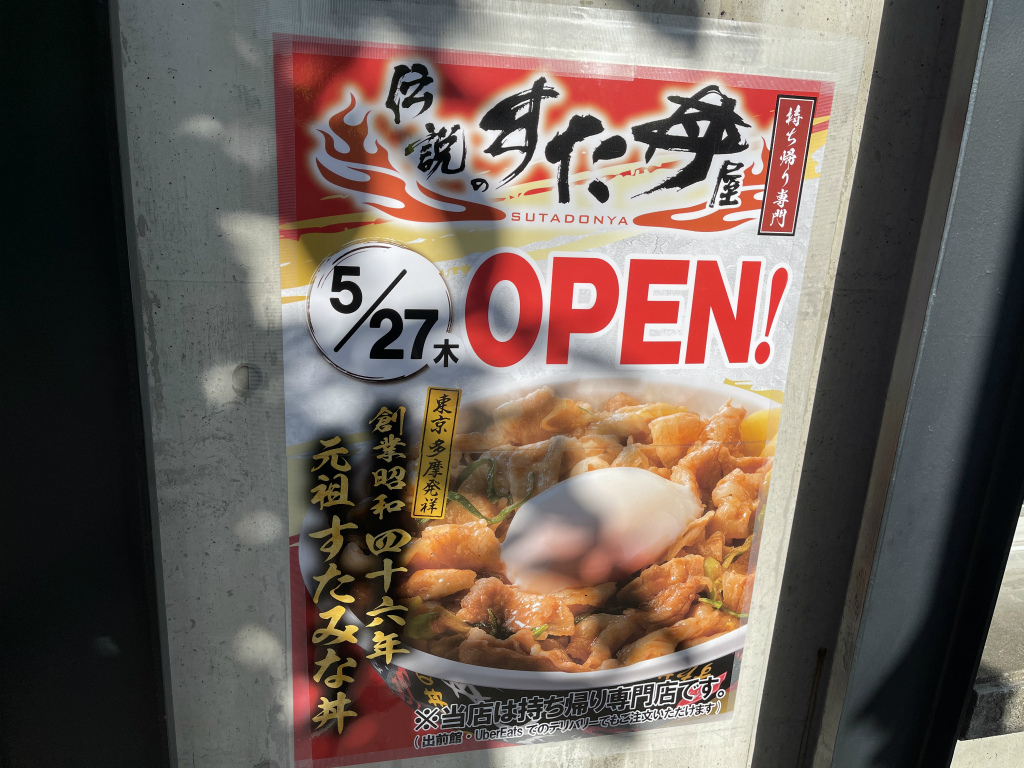 伝説のすた丼屋
SUTADONYA
持ち帰り専門
5/27木
OPEN!
東京多摩発祥
創業昭和四十六年
元祖すたみな丼
※当店は持ち帰り専門店です。
(出前館・UberEatsでのデリバリーでもご注文いただけます)